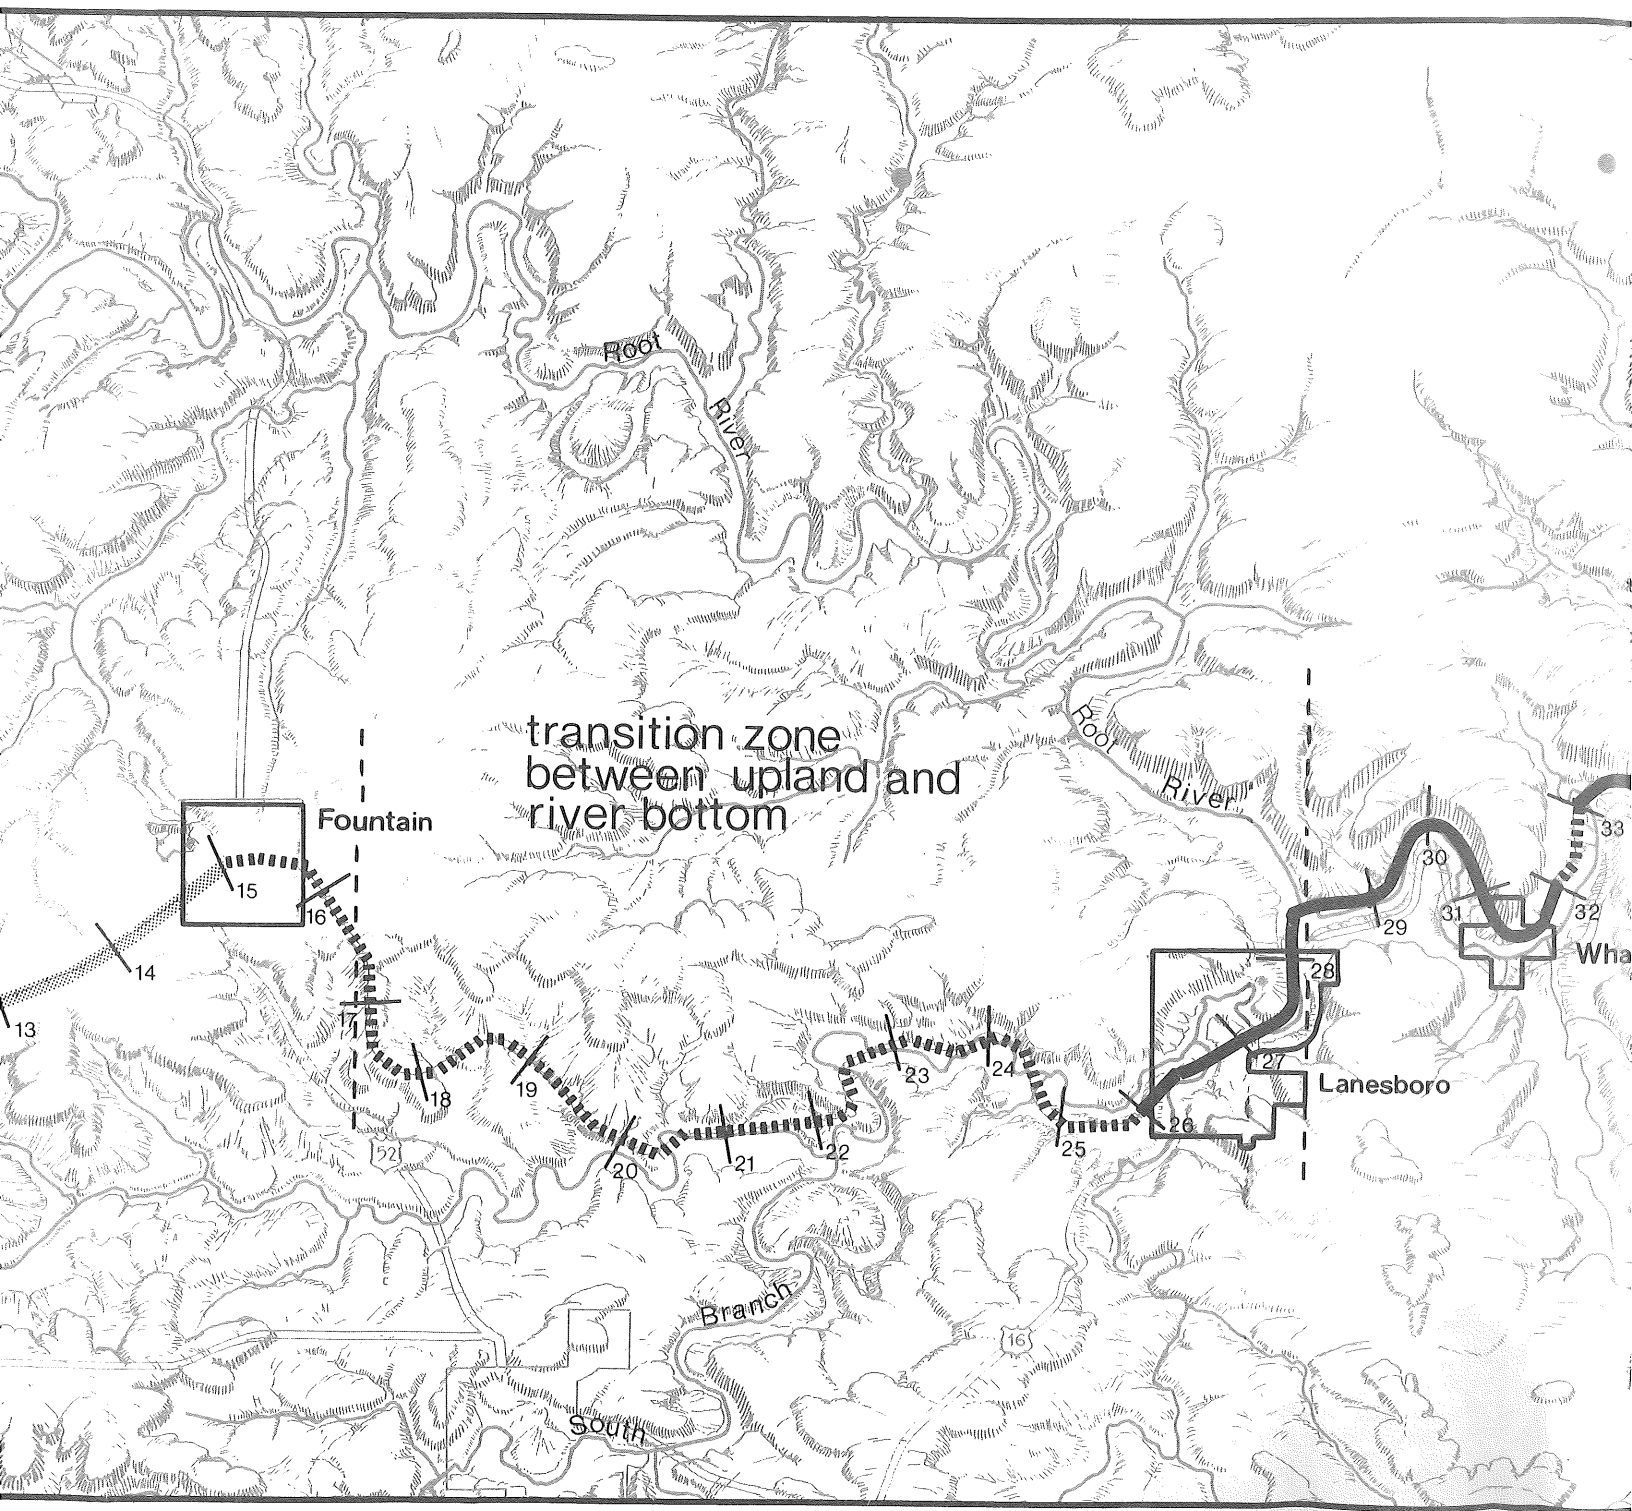 Root
River
transition zone
between upland and
river bottom
Root
River
Fountain
33
30
15
16
31
32
29
Wha
14
28
13
17
27
23
24
19
18
Lanesboro
26
25
22
21
20
52
Branch
16
South